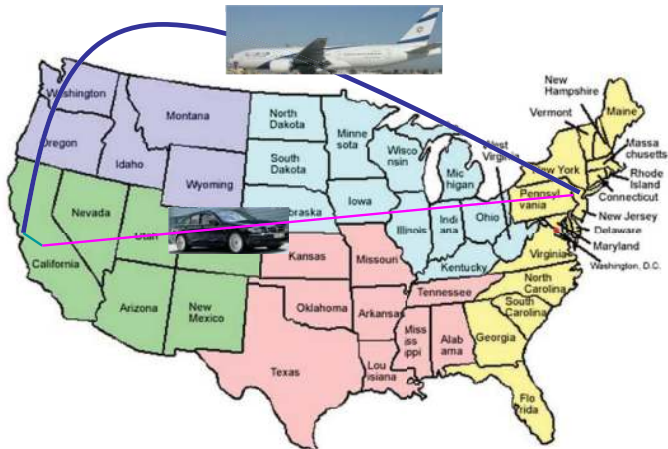 New
Hampshire
Vermont
Maine
Washington
Montana
North
Dakota
Minne
sota
Wisco
nsin
West
Virginia
Massa
chusetts
Oregon
Idaho
South
Dakota
Mic
higan
New York
Rhode
Island
Wyoming
Pennsyl
vania
Connecticut
Nevada
Utah
Iowa
Illinois
Indi
ana
Ohio
New Jersey
Delaware
Maryland
California
Kansas
Missouri
Kentucky
Virginia
Washington, D.C.
North
Carolina
Arizona
New
Mexico
Oklahoma
Arkansas
Tennessee
South
Carolina
Texas
Miss
iss
ippi
Alab
ama
Georgia
Lou
isiana
Flo
rida